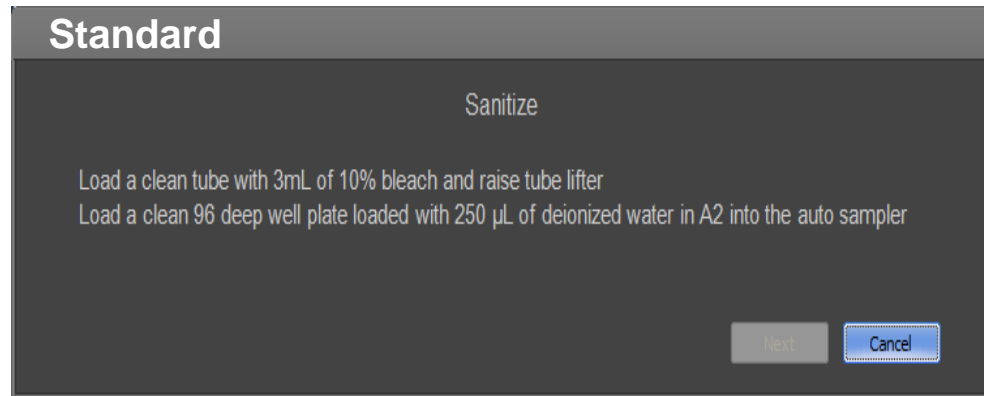 Standard
Sanitize
Load a clean tube with 3mL of 10% bleach and raise tube lifter
Load a clean 96 deep well plate loaded with 250 µL of deionized water in A2 into the auto sampler
Next Cancel